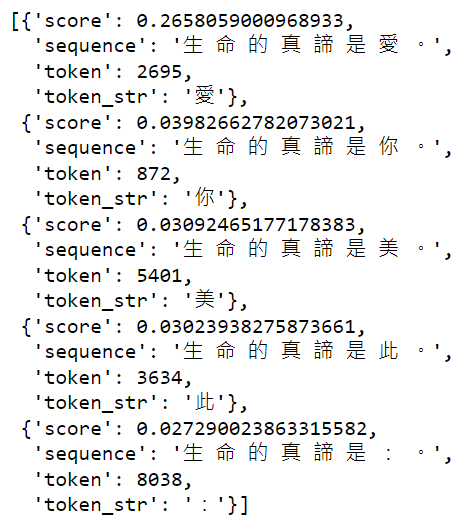 [{'score': 0.2658059000968933,
'sequence': '生 命 的 真 諦 是 愛 。',
'token': 2695,
'token_str': '愛'},
{'score': 0.03982662782073021,
'sequence': '生 命 的 真 諦 是 你 。',
'token': 872,
'token_str': '你'},
{'score': 0.03092465177178383,
'sequence': '生 命 的 真 諦 是 美 。',
'token': 5401,
'token_str': '美'},
{'score': 0.03023938275873661,
'sequence': '生 命 的 真 諦 是 此 。',
'token': 3634,
'token_str': '此'},
{'score': 0.027290023863315582,
'sequence': '生 命 的 真 諦 是 ： 。',
'token': 8038,
'token_str': '：'}]